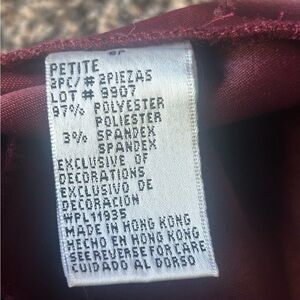 PETITE
2PC/#2PIEZAS
LOT # 9907
97% POLYESTER
POLIESTER
3% SPANDEX
SPANDEX
EXCLUSIVE OF
DECORATIONS
EXCLUSIVO DE
DECORACION
WPL11935
MADE IN HONG KONG
HECHO EN HONG KONG
SEE REVERSE FOR CARE
CUIDADO AL DORSO